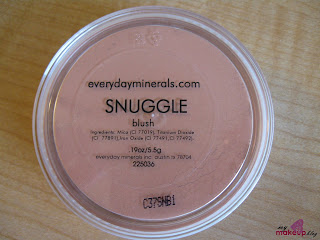 everydayminerals.com
SNUGGLE
blush
Ingredients: Mica (CI 77019), Titanium Dioxide
(CI 77891), Iron Oxide (CI 77491, CI 77492).
.19oz/5.5g
everyday minerals inc. austin tx 78704
225036
C37SMB1
my
makeup blog